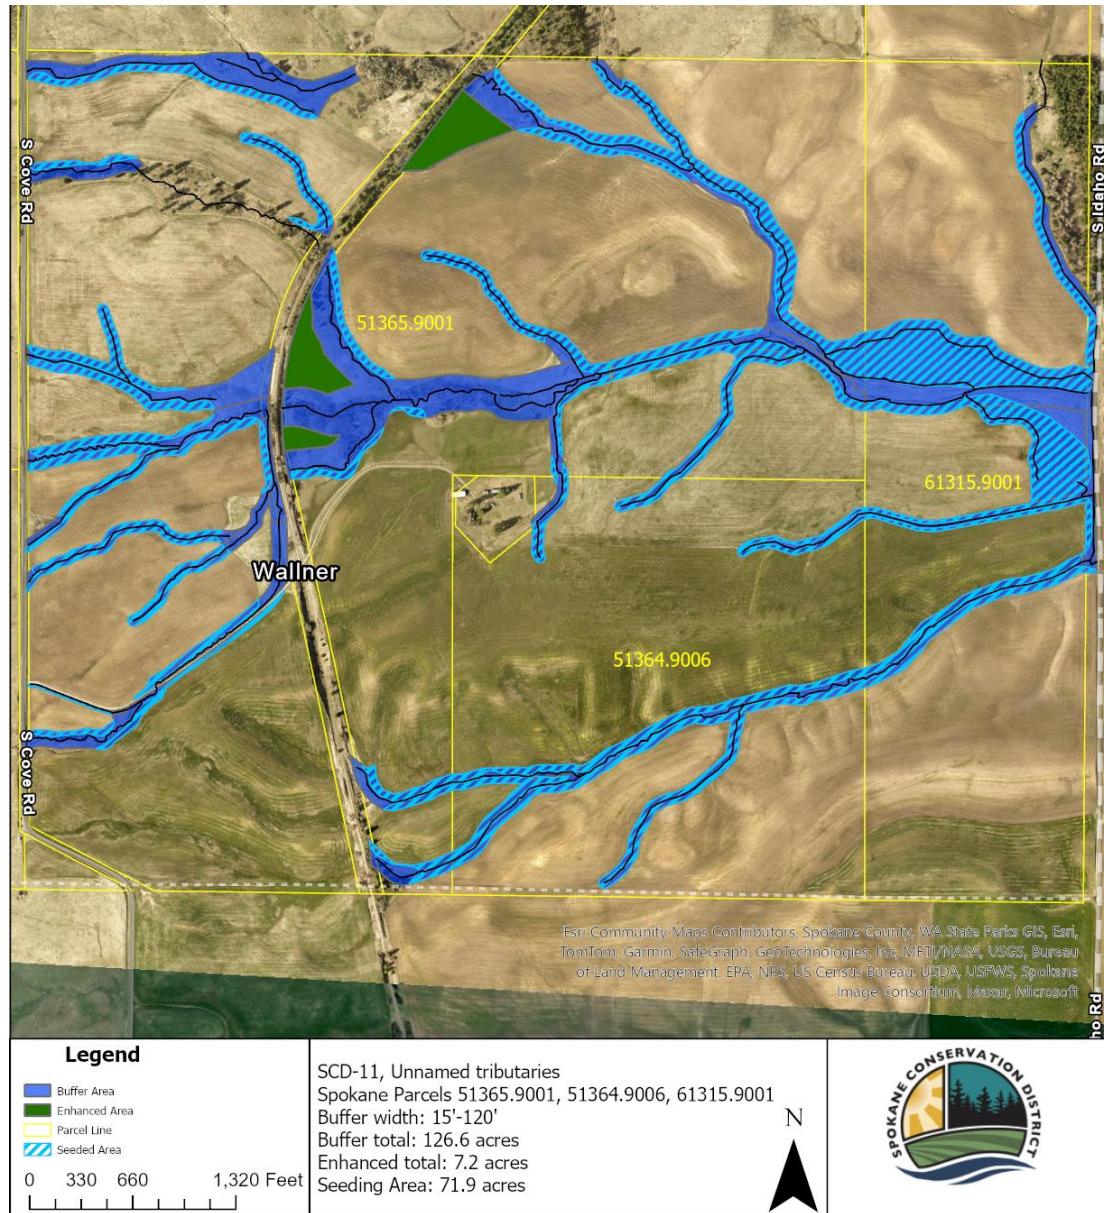 S Cove Rd
S Idaho Rd
51365.9001
61315.9001
Wallner
51364.9006
S Cove Rd
Esri Community Maps Contributors, Spokane County, WA State Parks GIS, Esri,
TomTom, Garmin, SafeGraph, GeoTechnologies, Inc, METI/NASA, USGS, Bureau
of Land Management, EPA, NPS, US Census Bureau, USDA, USFWS, Spokane
Image Consortium, Maxar, Microsoft
ho Rd
Legend
Buffer Area
Enhanced Area
Parcel Line
Seeded Area
0 330 660 1,320 Feet
SCD-11, Unnamed tributaries
Spokane Parcels 51365.9001, 51364.9006, 61315.9001
Buffer width: 15'-120'
Buffer total: 126.6 acres
Enhanced total: 7.2 acres
Seeding Area: 71.9 acres
N
SPOKANE CONSERVATION DISTRICT